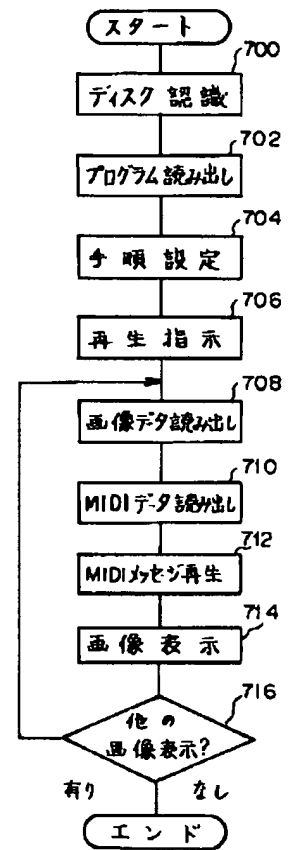 スタート
700
ディスク認識
702
プログラム読み出し
704
手順設定
706
再生指示
708
画像データ読み出し
710
MIDIデータ読み出し
712
MIDIメッセージ再生
714
画像表示
716
他の
画像表示?
有り なし
エンド